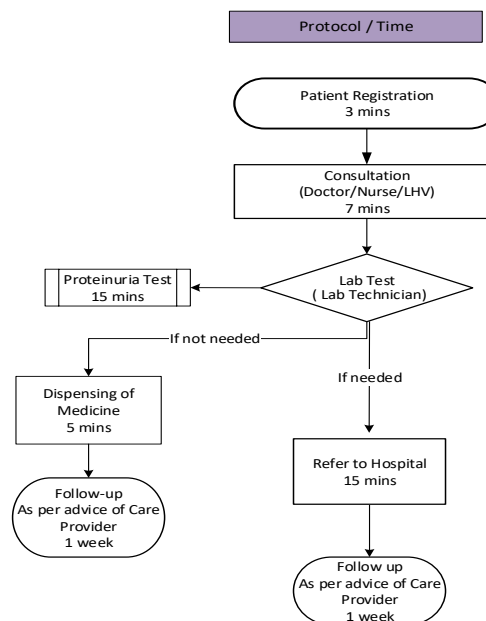 Protocol / Time
Patient Registration
3 mins
Consultation
(Doctor/Nurse/LHV)
7 mins
Proteinuria Test
15 mins
Lab Test
( Lab Technician)
If not needed
If needed
Dispensing of
Medicine
5 mins
Refer to Hospital
15 mins
Follow-up
As per advice of Care
Provider
1 week
Follow up
As per advice of Care
Provider
1 week